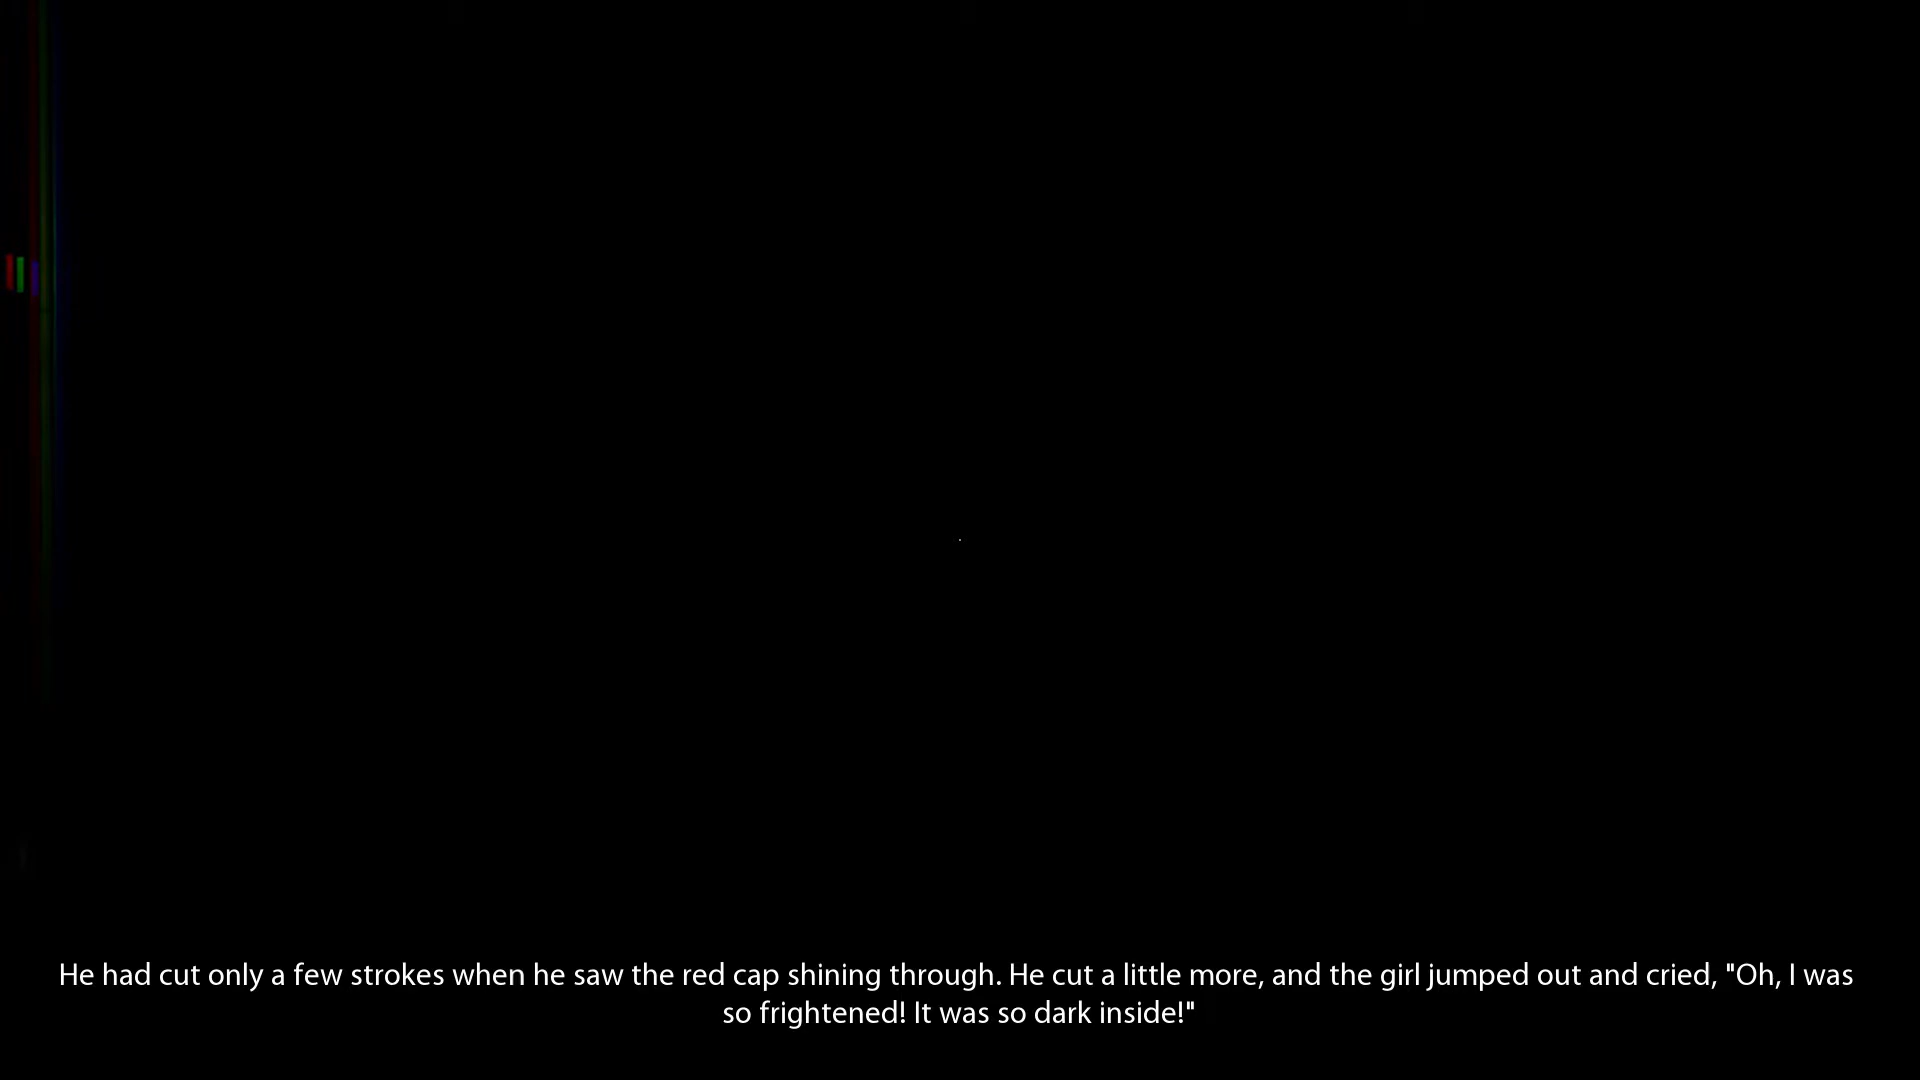 He had cut only a few strokes when he saw the red cap shining through. He cut a little more, and the girl jumped out and cried, "Oh, I was
so frightened! It was so dark inside!"